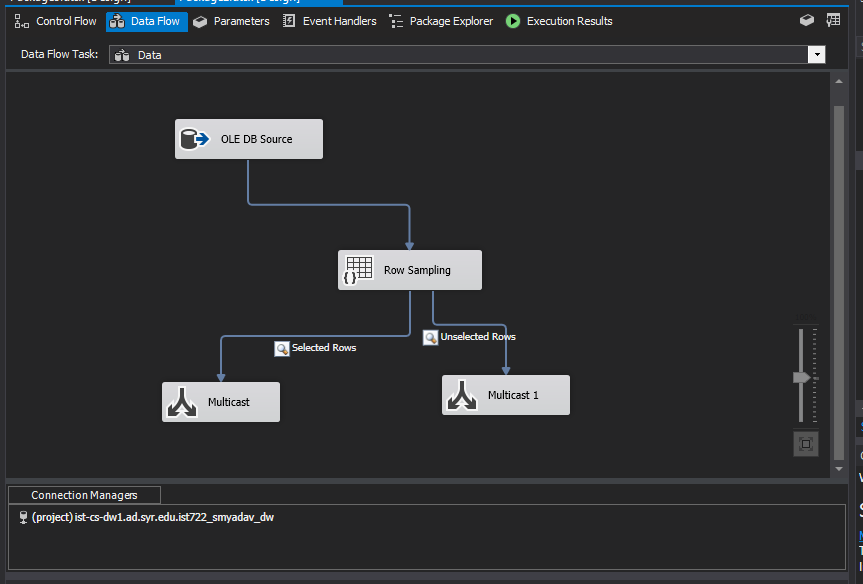 Control Flow Data Flow Parameters Event Handlers Package Explorer Execution Results
Data Flow Task: Data
OLE DB Source
Row Sampling
Selected Rows
Unselected Rows
Multicast
Multicast 1
Connection Managers
(project) ist-cs-dw1.ad.syr.edu.ist722_smyadav_dw